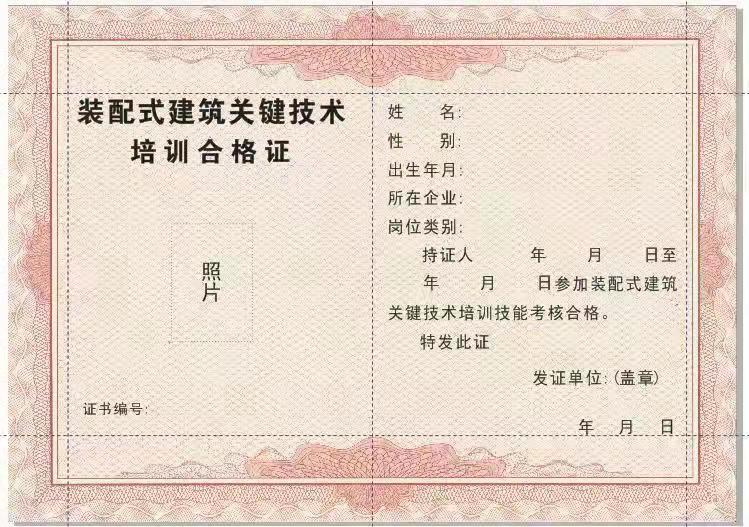 装配式建筑关键技术
培训合格证
照
片
证书编号:
姓 名:
性 别:
出生年月:
所在企业:
岗位类别:
持证人 年 月 日至
年 月 日参加装配式建筑
关键技术培训技能考核合格。
特发此证
发证单位:(盖章)
年 月 日